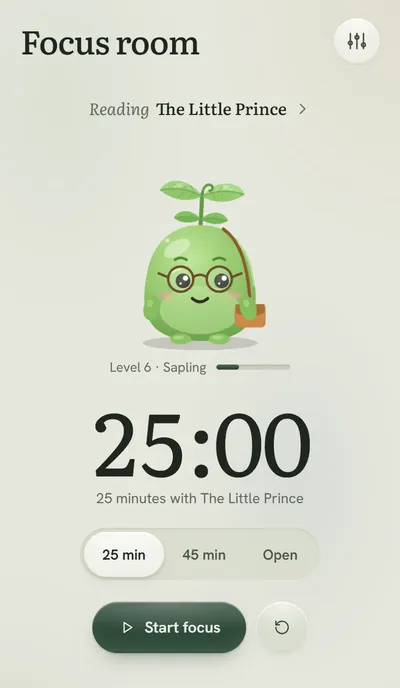 Focus room
Reading The Little Prince
Level 6 · Sapling
25:00
25 minutes with The Little Prince
25 min 45 min Open
Start focus